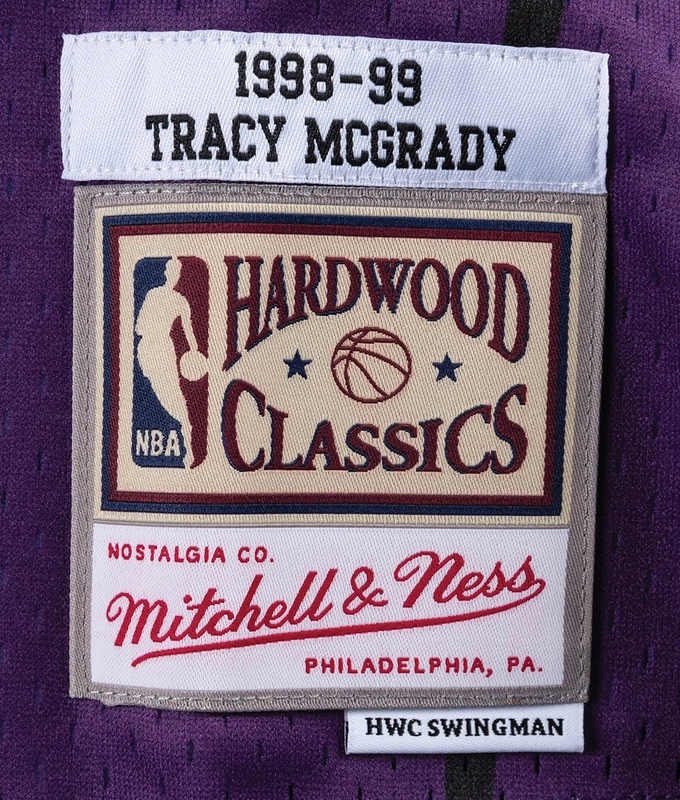 1998-99
TRACY MCGRADY
HARDWOOD
CLASSICS
NBA
NOSTALGIA CO.
Mitchell & Ness
PHILADELPHIA, PA.
HWC SWINGMAN